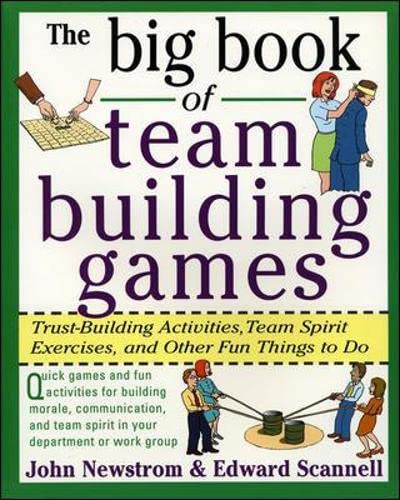 The big book
of
team
building
games
Trust-Building Activities, Team Spirit
Exercises, and Other Fun Things to Do
Quick games and fun
activities for building
morale, communication,
and team spirit in your
department or work group
John Newstrom & Edward Scannell